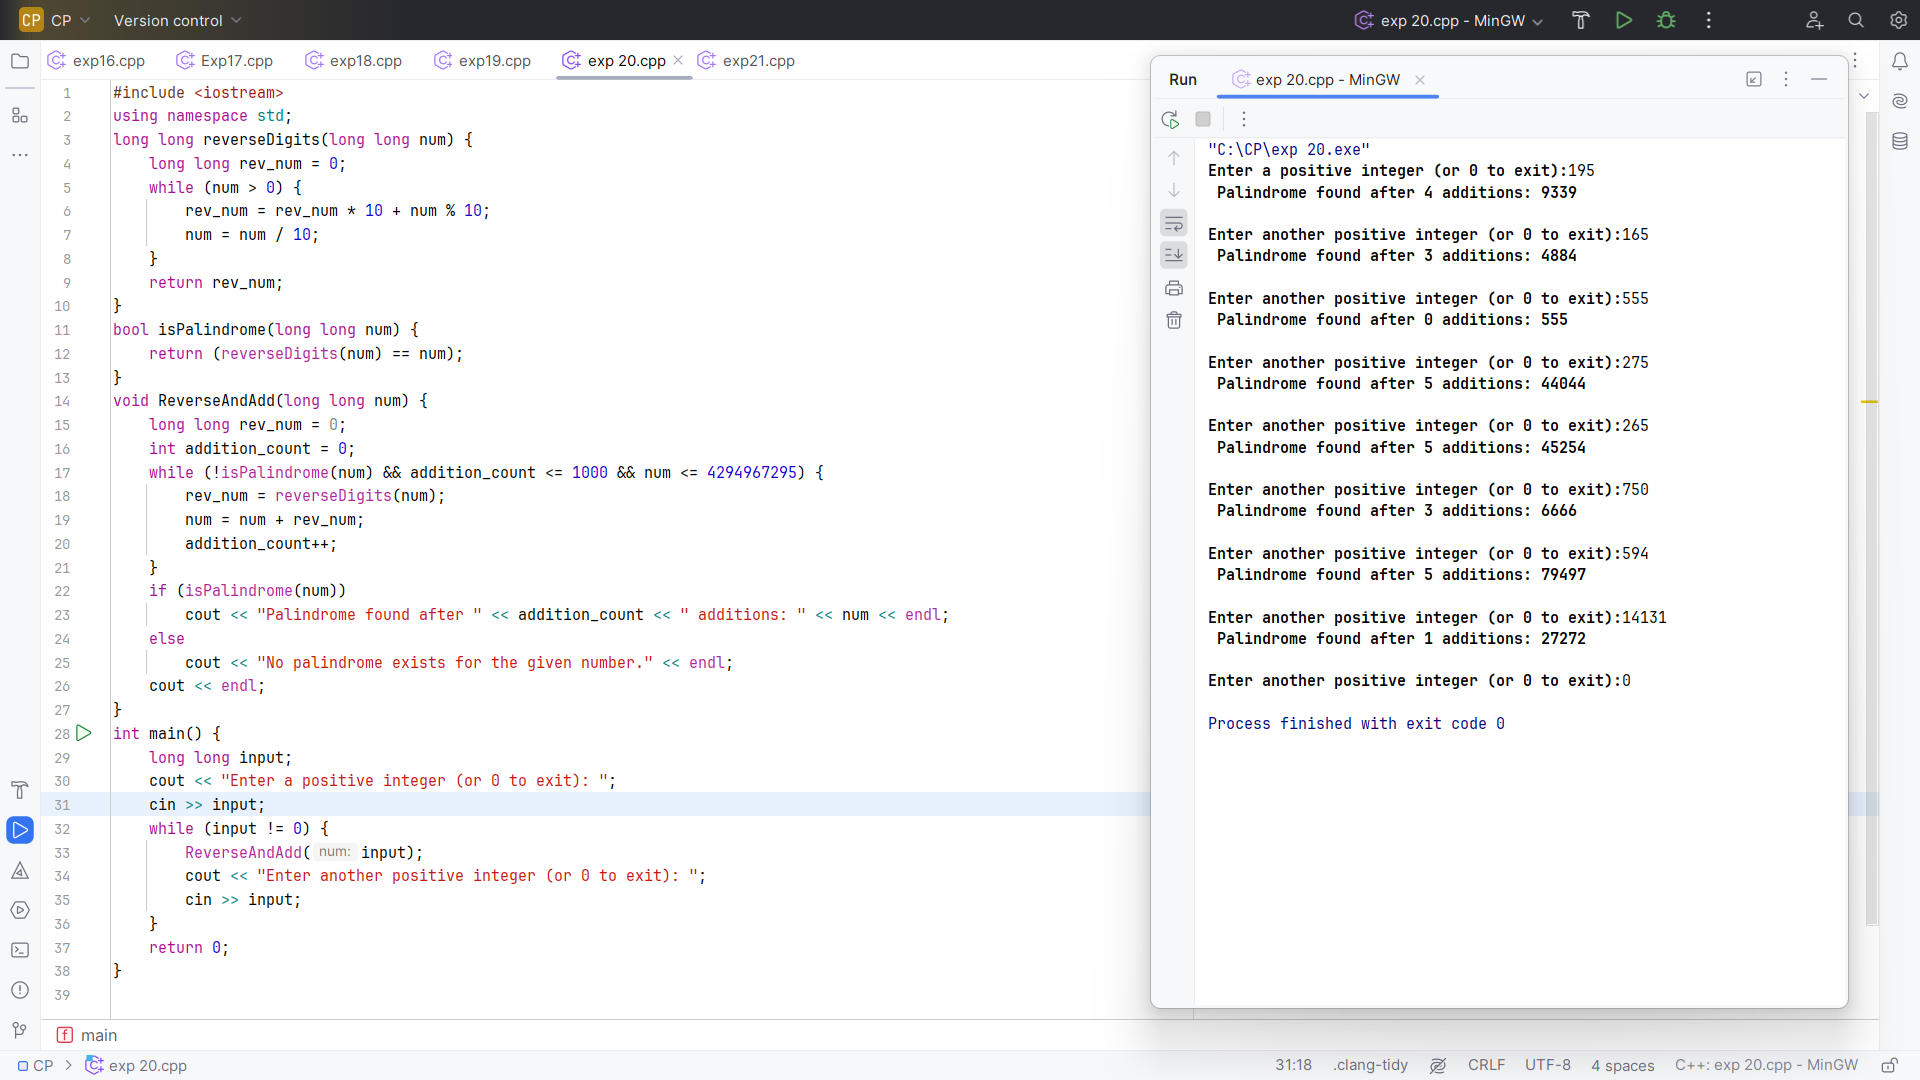 CP CP Version control exp 20.cpp - MinGW
exp16.cpp Exp17.cpp exp18.cpp exp19.cpp exp 20.cpp exp21.cpp
1 #include <iostream>
2 using namespace std;
3 long long reverseDigits(long long num) {
4 long long rev_num = 0;
5 while (num > 0) {
6 rev_num = rev_num * 10 + num % 10;
7 num = num / 10;
8 }
9 return rev_num;
10 }
11 bool isPalindrome(long long num) {
12 return (reverseDigits(num) == num);
13 }
14 void ReverseAndAdd(long long num) {
15 long long rev_num = 0;
16 int addition_count = 0;
17 while (!isPalindrome(num) && addition_count <= 1000 && num <= 4294967295) {
18 rev_num = reverseDigits(num);
19 num = num + rev_num;
20 addition_count++;
21 }
22 if (isPalindrome(num))
23 cout << "Palindrome found after " << addition_count << " additions: " << num << endl;
24 else
25 cout << "No palindrome exists for the given number." << endl;
26 cout << endl;
27 }
28 int main() {
29 long long input;
30 cout << "Enter a positive integer (or 0 to exit): ";
31 cin >> input;
32 while (input != 0) {
33 ReverseAndAdd( num: input);
34 cout << "Enter another positive integer (or 0 to exit): ";
35 cin >> input;
36 }
37 return 0;
38 }
39
Run exp 20.cpp - MinGW
"C:\CP\exp 20.exe"
Enter a positive integer (or 0 to exit):195
Palindrome found after 4 additions: 9339
Enter another positive integer (or 0 to exit):165
Palindrome found after 3 additions: 4884
Enter another positive integer (or 0 to exit):555
Palindrome found after 0 additions: 555
Enter another positive integer (or 0 to exit):275
Palindrome found after 5 additions: 44044
Enter another positive integer (or 0 to exit):265
Palindrome found after 5 additions: 45254
Enter another positive integer (or 0 to exit):750
Palindrome found after 3 additions: 6666
Enter another positive integer (or 0 to exit):594
Palindrome found after 5 additions: 79497
Enter another positive integer (or 0 to exit):14131
Palindrome found after 1 additions: 27272
Enter another positive integer (or 0 to exit):0
Process finished with exit code 0
f main
CP exp 20.cpp 31:18 .clang-tidy CRLF UTF-8 4 spaces C++: exp 20.cpp - MinGW